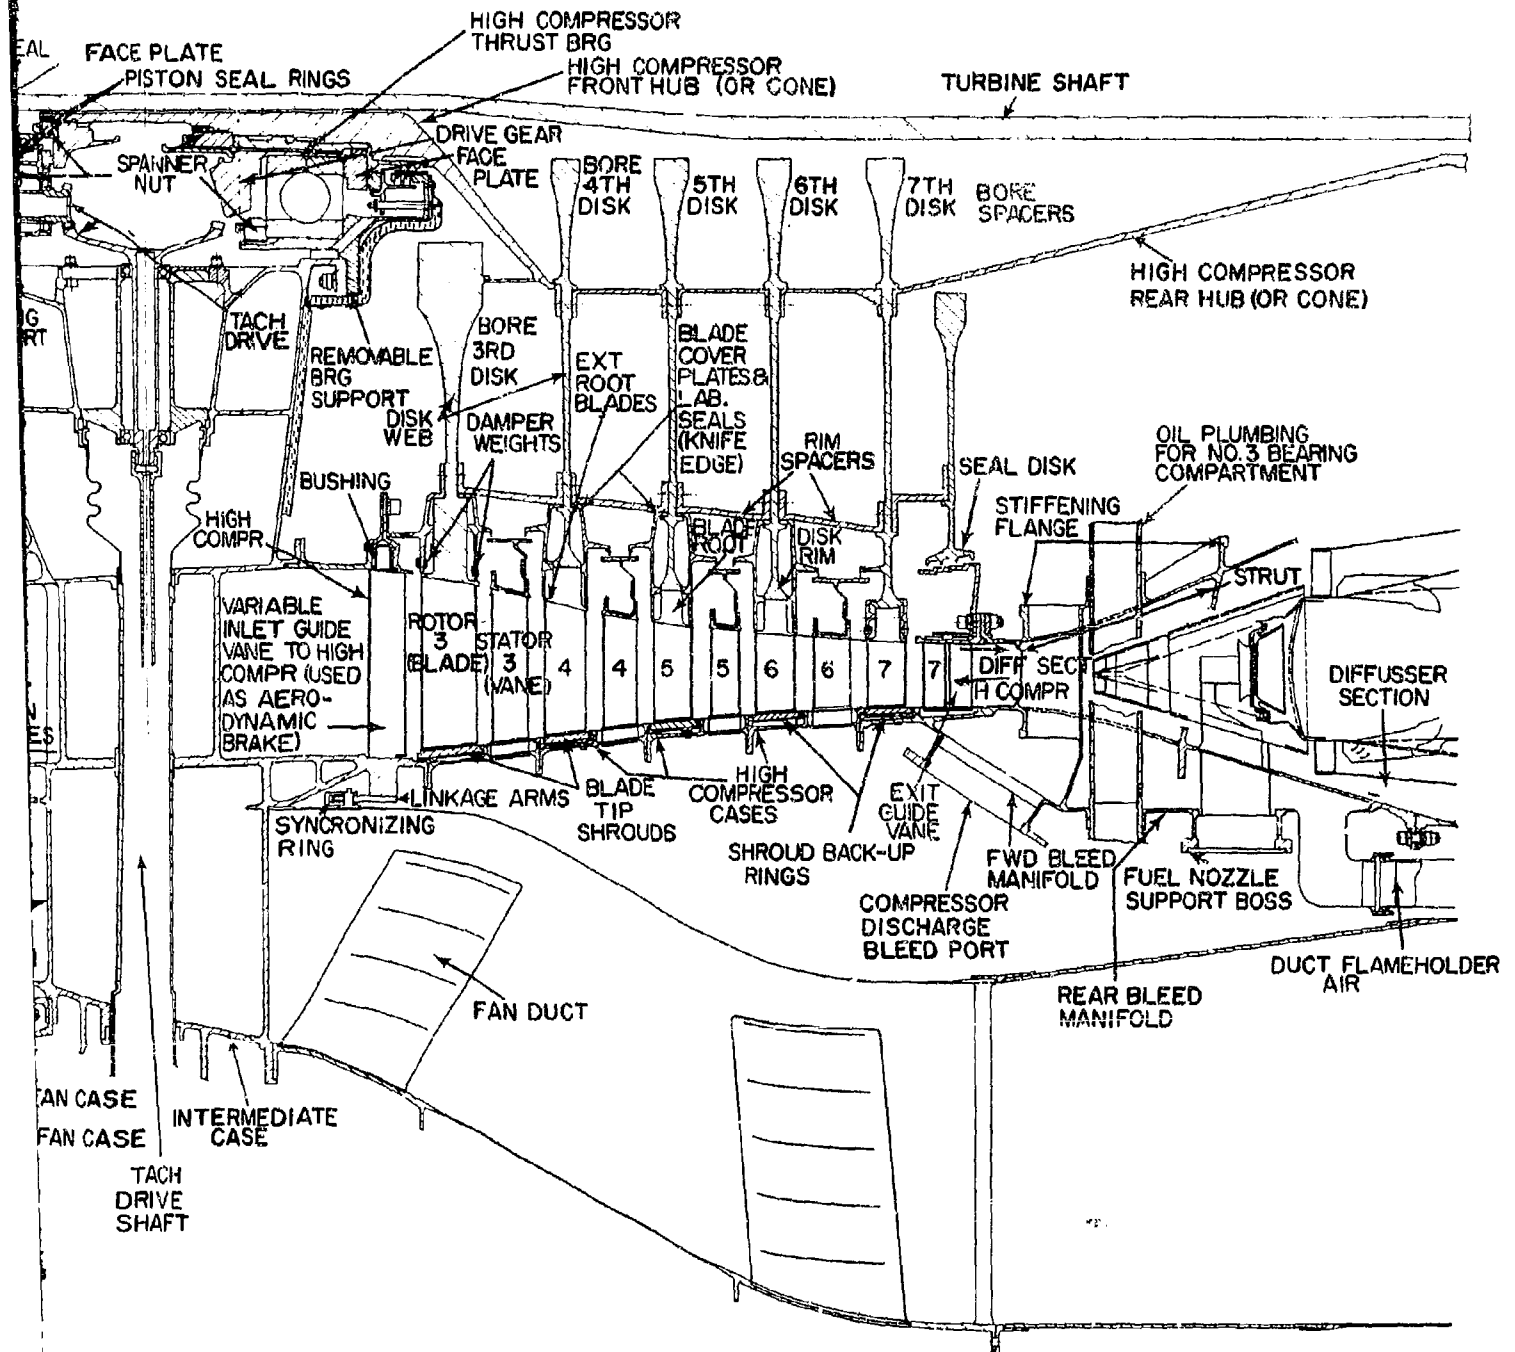 EAL
FACE PLATE
PISTON SEAL RINGS
HIGH COMPRESSOR
THRUST BRG
HIGH COMPRESSOR
FRONT HUB (OR CONE)
TURBINE SHAFT
DRIVE GEAR
FACE
PLATE
SPANNER
NUT
BORE
4TH
DISK
5TH
DISK
6TH
DISK
7TH
DISK
BORE
SPACERS
HIGH COMPRESSOR
REAR HUB (OR CONE)
G
RT
TACH
DRIVE
REMOVABLE
BRG
SUPPORT
BORE
3RD
DISK
DISK
WEB
EXT
ROOT
BLADES
BLADE
COVER
PLATES &
LAB.
SEALS
(KNIFE
EDGE)
DAMPER
WEIGHTS
RIM
SPACERS
SEAL DISK
OIL PLUMBING
FOR NO. 3 BEARING
COMPARTMENT
BUSHING
HIGH
COMPR
STIFFENING
FLANGE
BLADE
ROOT
DISK
RIM
STRUT
VARIABLE
INLET GUIDE
VANE TO HIGH
COMPR (USED
AS AERO-
DYNAMIC
BRAKE)
ROTOR
3
(BLADE)
STATOR
3
(VANE)
4
4
5
5
6
6
7
7
DIFF SECT
H COMPR
DIFFUSSER
SECTION
N
ES
LINKAGE ARMS
SYNCRONIZING
RING
BLADE
TIP
SHROUDS
HIGH
COMPRESSOR
CASES
SHROUD BACK-UP
RINGS
EXIT
GUIDE
VANE
COMPRESSOR
DISCHARGE
BLEED PORT
FWD BLEED
MANIFOLD
FUEL NOZZLE
SUPPORT BOSS
REAR BLEED
MANIFOLD
DUCT FLAMEHOLDER
AIR
FAN DUCT
FAN CASE
FAN CASE
INTERMEDIATE
CASE
TACH
DRIVE
SHAFT